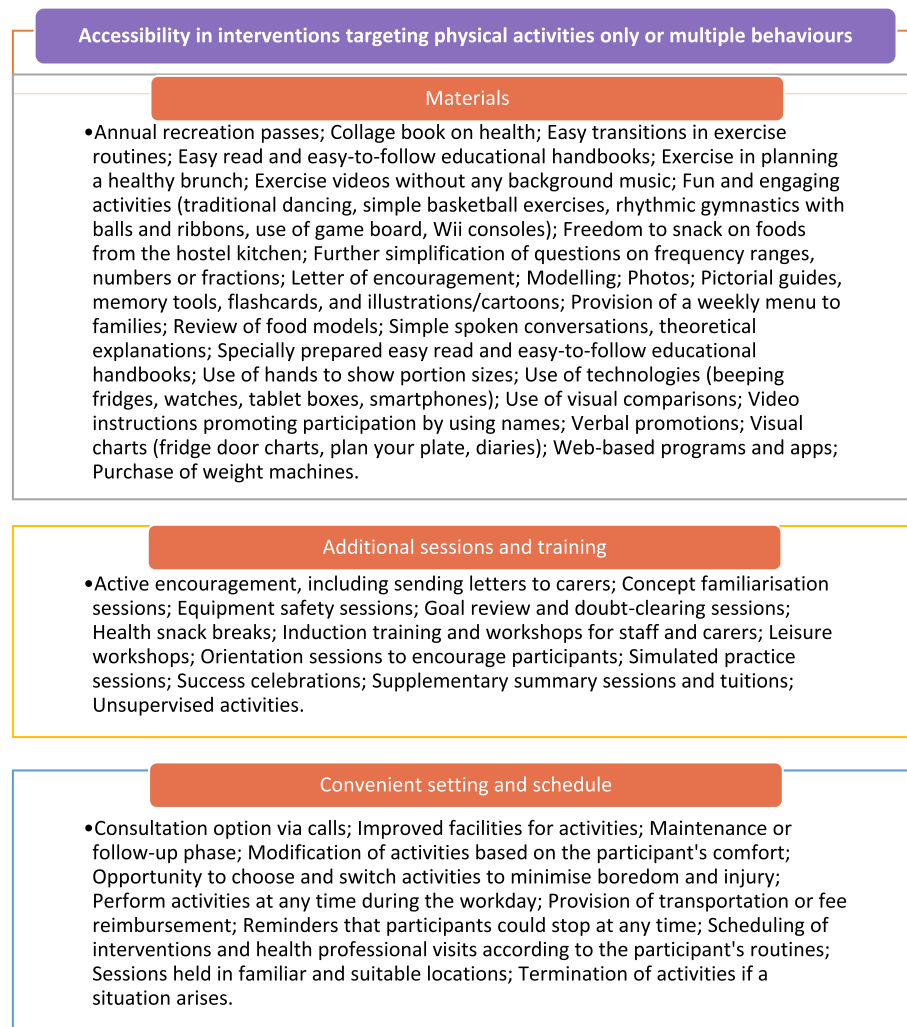 Accessibility in interventions targeting physical activities only or multiple behaviours
Materials
•Annual recreation passes; Collage book on health; Easy transitions in exercise
routines; Easy read and easy-to-follow educational handbooks; Exercise in planning
a healthy brunch; Exercise videos without any background music; Fun and engaging
activities (traditional dancing, simple basketball exercises, rhythmic gymnastics with
balls and ribbons, use of game board, Wii consoles); Freedom to snack on foods
from the hostel kitchen; Further simplification of questions on frequency ranges,
numbers or fractions; Letter of encouragement; Modelling; Photos; Pictorial guides,
memory tools, flashcards, and illustrations/cartoons; Provision of a weekly menu to
families; Review of food models; Simple spoken conversations, theoretical
explanations; Specially prepared easy read and easy-to-follow educational
handbooks; Use of hands to show portion sizes; Use of technologies (beeping
fridges, watches, tablet boxes, smartphones); Use of visual comparisons; Video
instructions promoting participation by using names; Verbal promotions; Visual
charts (fridge door charts, plan your plate, diaries); Web-based programs and apps;
Purchase of weight machines.
Additional sessions and training
•Active encouragement, including sending letters to carers; Concept familiarisation
sessions; Equipment safety sessions; Goal review and doubt-clearing sessions;
Health snack breaks; Induction training and workshops for staff and carers; Leisure
workshops; Orientation sessions to encourage participants; Simulated practice
sessions; Success celebrations; Supplementary summary sessions and tuitions;
Unsupervised activities.
Convenient setting and schedule
•Consultation option via calls; Improved facilities for activities; Maintenance or
follow-up phase; Modification of activities based on the participant's comfort;
Opportunity to choose and switch activities to minimise boredom and injury;
Perform activities at any time during the workday; Provision of transportation or fee
reimbursement; Reminders that participants could stop at any time; Scheduling of
interventions and health professional visits according to the participant's routines;
Sessions held in familiar and suitable locations; Termination of activities if a
situation arises.